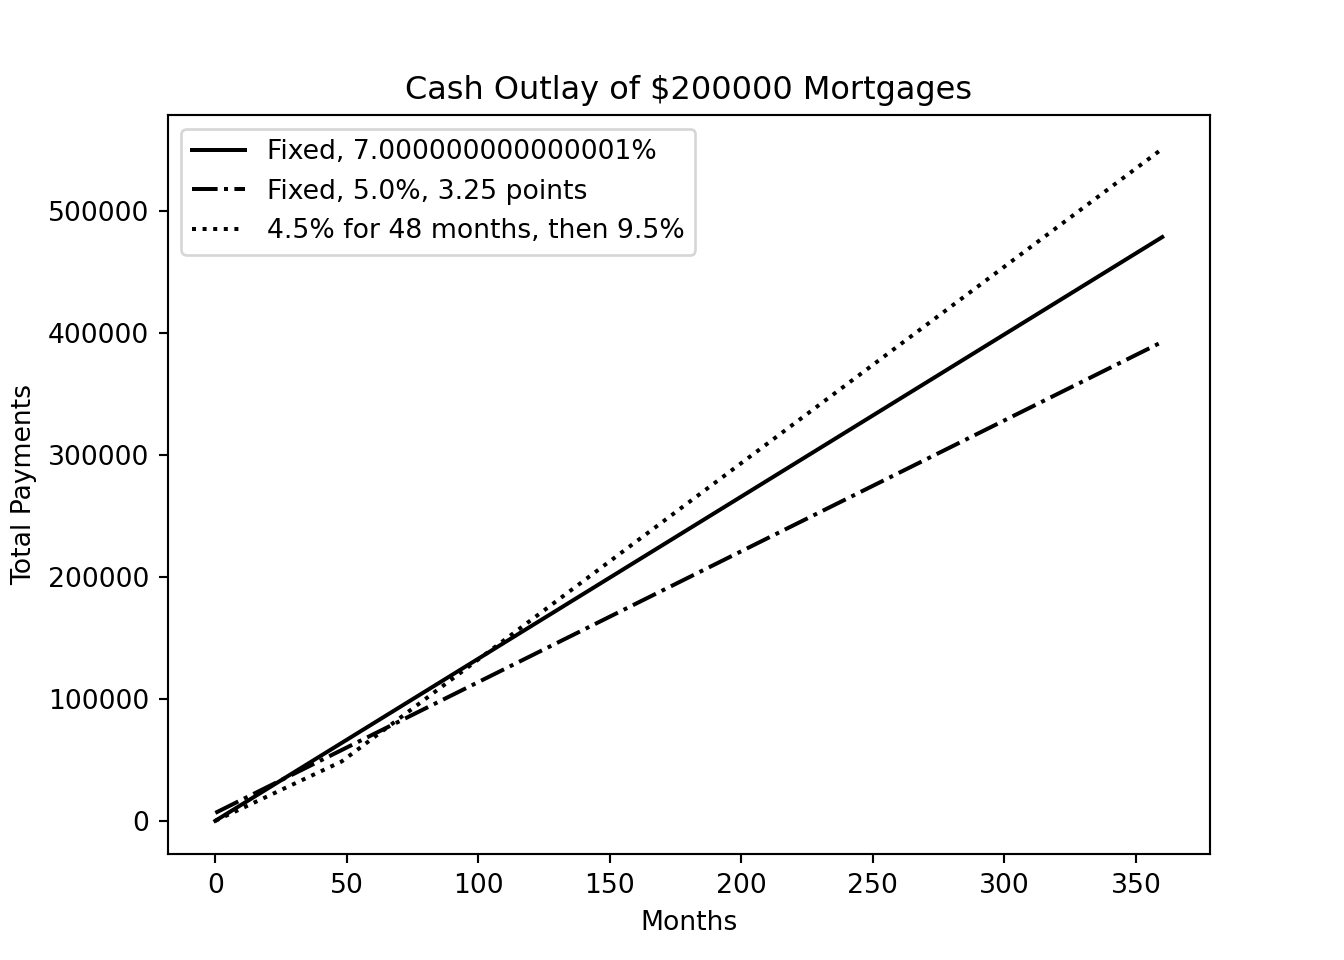 Cash Outlay of $200000 Mortgages
Fixed, 7.000000000000001%
Fixed, 5.0%, 3.25 points
4.5% for 48 months, then 9.5%
Total Payments
500000
400000
300000
200000
100000
0
0 50 100 150 200 250 300 350
Months